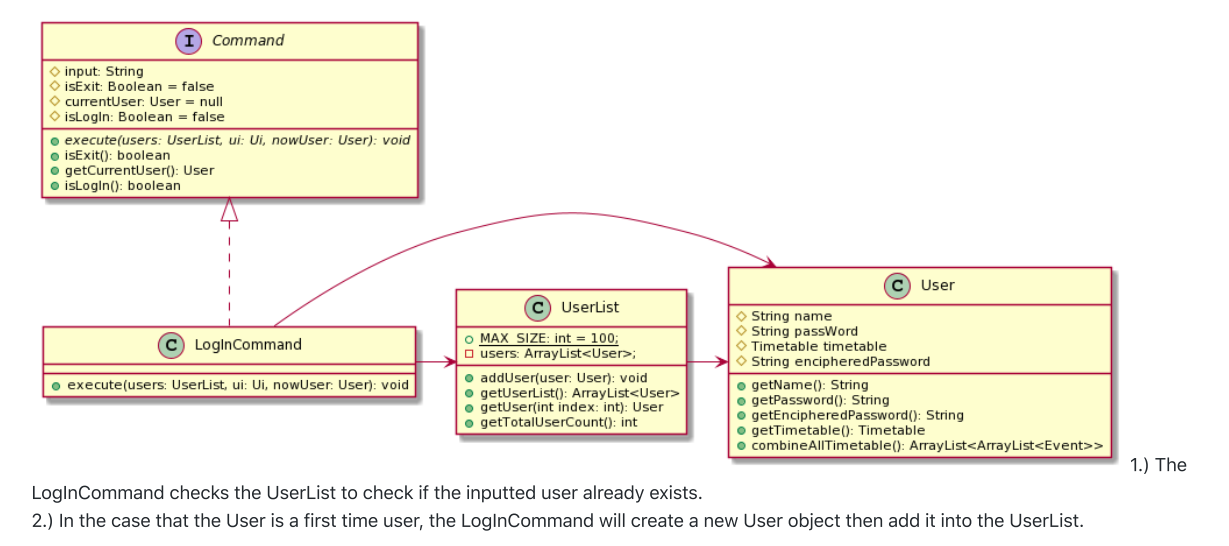 I Command
input: String
isExit: Boolean = false
currentUser: User = null
isLogIn: Boolean = false
execute(users: UserList, ui: Ui, nowUser: User): void
isExit(): boolean
getCurrentUser(): User
isLogIn(): boolean
C LogInCommand
execute(users: UserList, ui: Ui, nowUser: User): void
C UserList
MAX_SIZE: int = 100;
users: ArrayList<User>;
addUser(user: User): void
getUserList(): ArrayList<User>
getUser(int index: int): User
getTotalUserCount(): int
C User
String name
String passWord
Timetable timetable
String encipheredPassword
getName(): String
getPassword(): String
getEncipheredPassword(): String
getTimetable(): Timetable
combineAllTimetable(): ArrayList<ArrayList<Event>>
1.) The
LogInCommand checks the UserList to check if the inputted user already exists.
2.) In the case that the User is a first time user, the LogInCommand will create a new User object then add it into the UserList.